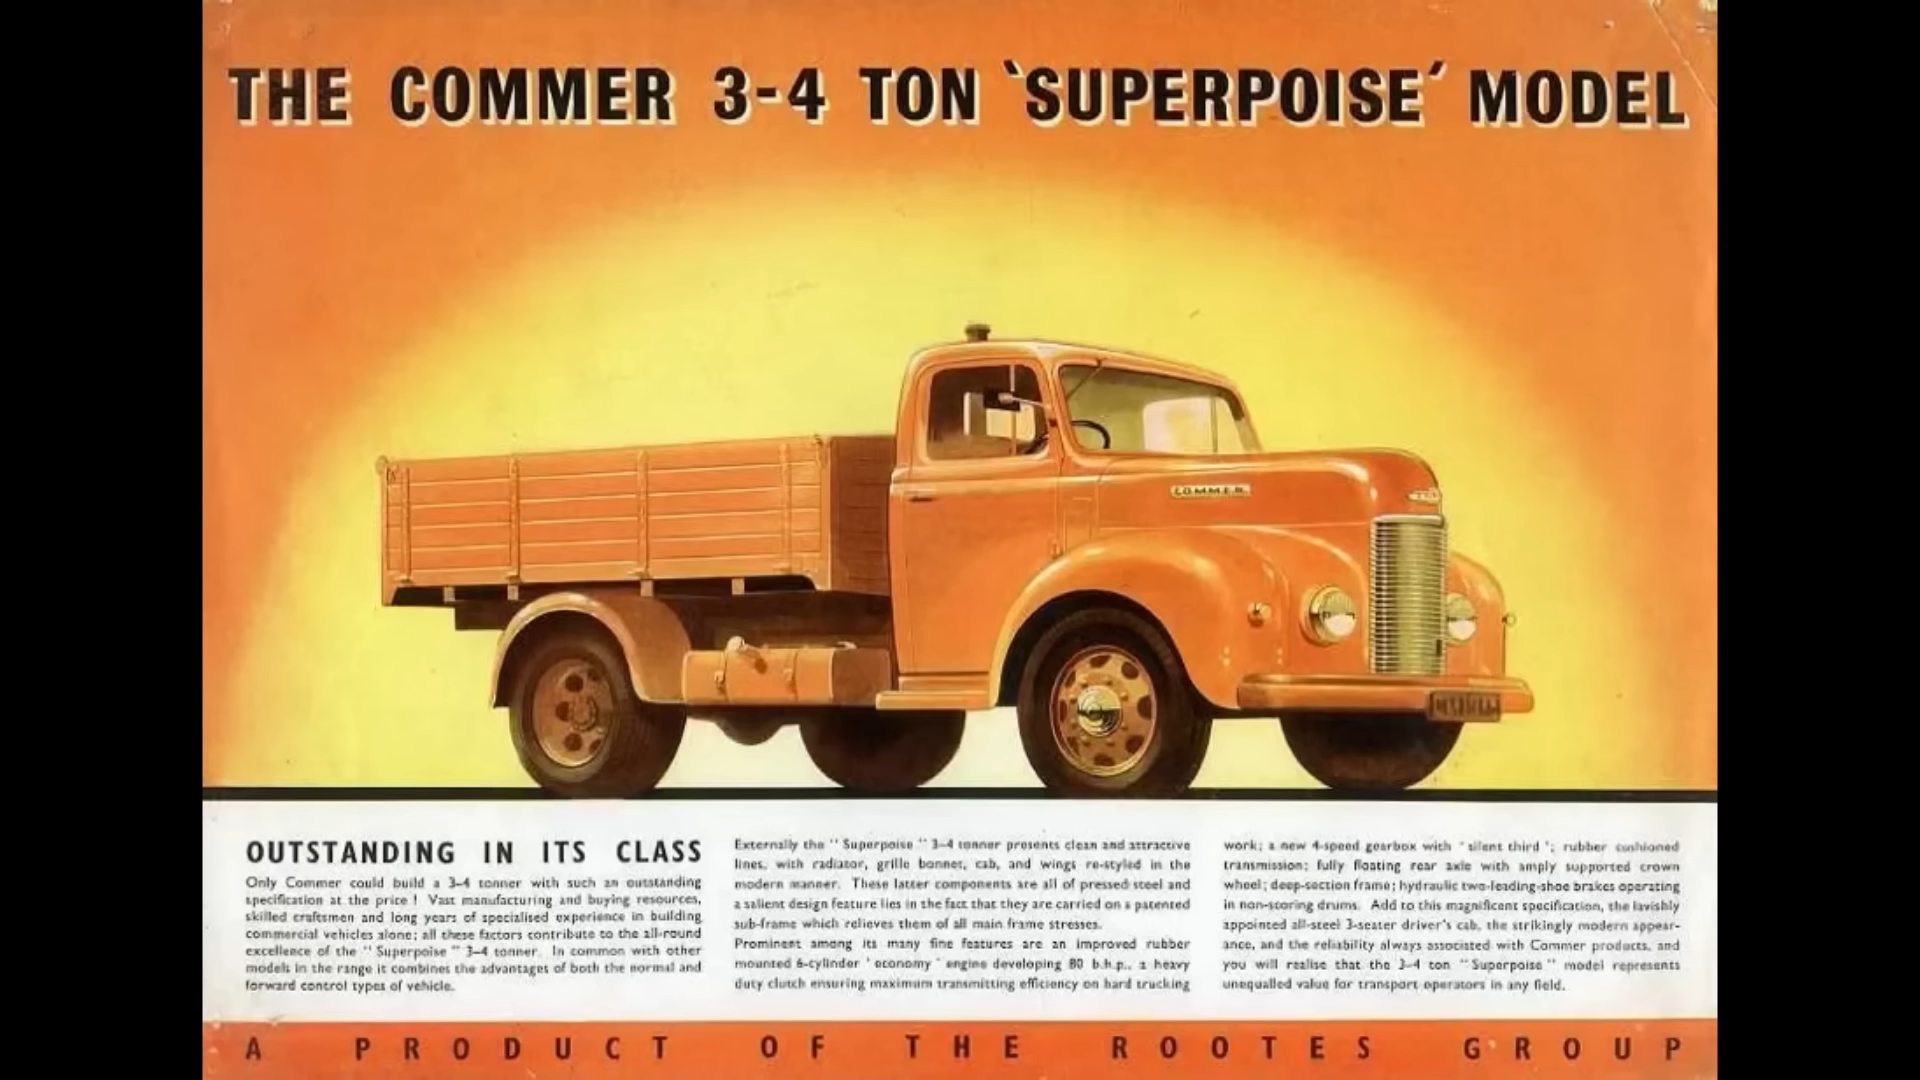 THE COMMER 3-4 TON ‘SUPERPOISE’ MODEL
COMMER
OUTSTANDING IN ITS CLASS
Only Commer could build a 3–4 tonner with such an outstanding
specification at the price ! Vast manufacturing and buying resources,
skilled craftsmen and long years of specialised experience in building
commercial vehicles alone; all these factors contribute to the all-round
excellence of the " Superpoise " 3–4 tonner. In common with other
models in the range it combines the advantages of both the normal and
forward control types of vehicle.
Externally the " Superpoise " 3–4 tonner presents clean and attractive
lines, with radiator, grille bonnet, cab, and wings re-styled in the
modern manner. These latter components are all of pressed steel and
a salient design feature lies in the fact that they are carried on a patented
sub-frame which relieves them of all main frame stresses.
Prominent among its many fine features are an improved rubber
mounted 6-cylinder ' economy ' engine developing 80 b.h.p., a heavy
duty clutch ensuring maximum transmitting efficiency on hard trucking
work; a new 4-speed gearbox with ' silent third '; rubber cushioned
transmission; fully floating rear axle with amply supported crown
wheel; deep-section frame; hydraulic two-leading-shoe brakes operating
in non-scoring drums. Add to this magnificent specification, the lavishly
appointed all-steel 3-seater driver's cab, the strikingly modern appear-
ance, and the reliability always associated with Commer products, and
you will realise that the 3–4 ton " Superpoise " model represents
unequalled value for transport operators in any field.
A PRODUCT OF THE ROOTES GROUP